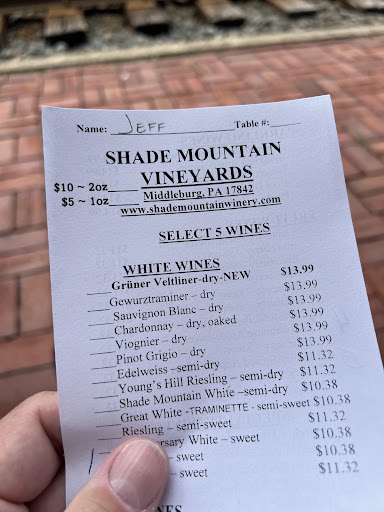 Name: JEFF Table #:
SHADE MOUNTAIN
VINEYARDS
$10 ~ 2oz
Middleburg, PA 17842
$5 ~ 1oz
www.shademountainwinery.com
SELECT 5 WINES
WHITE WINES
Grüner Veltliner-dry-NEW $13.99
Gewurztraminer – dry $13.99
Sauvignon Blanc – dry $13.99
Chardonnay – dry, oaked $13.99
Viognier – dry $13.99
Pinot Grigio – dry $13.99
Edelweiss – semi-dry $11.32
Young's Hill Riesling – semi-dry $11.32
Shade Mountain White –semi-dry $10.38
Great White -TRAMINETTE - semi-sweet $10.38
Riesling – semi-sweet $11.32
ersary White – sweet $10.38
– sweet $10.38
– sweet $11.32